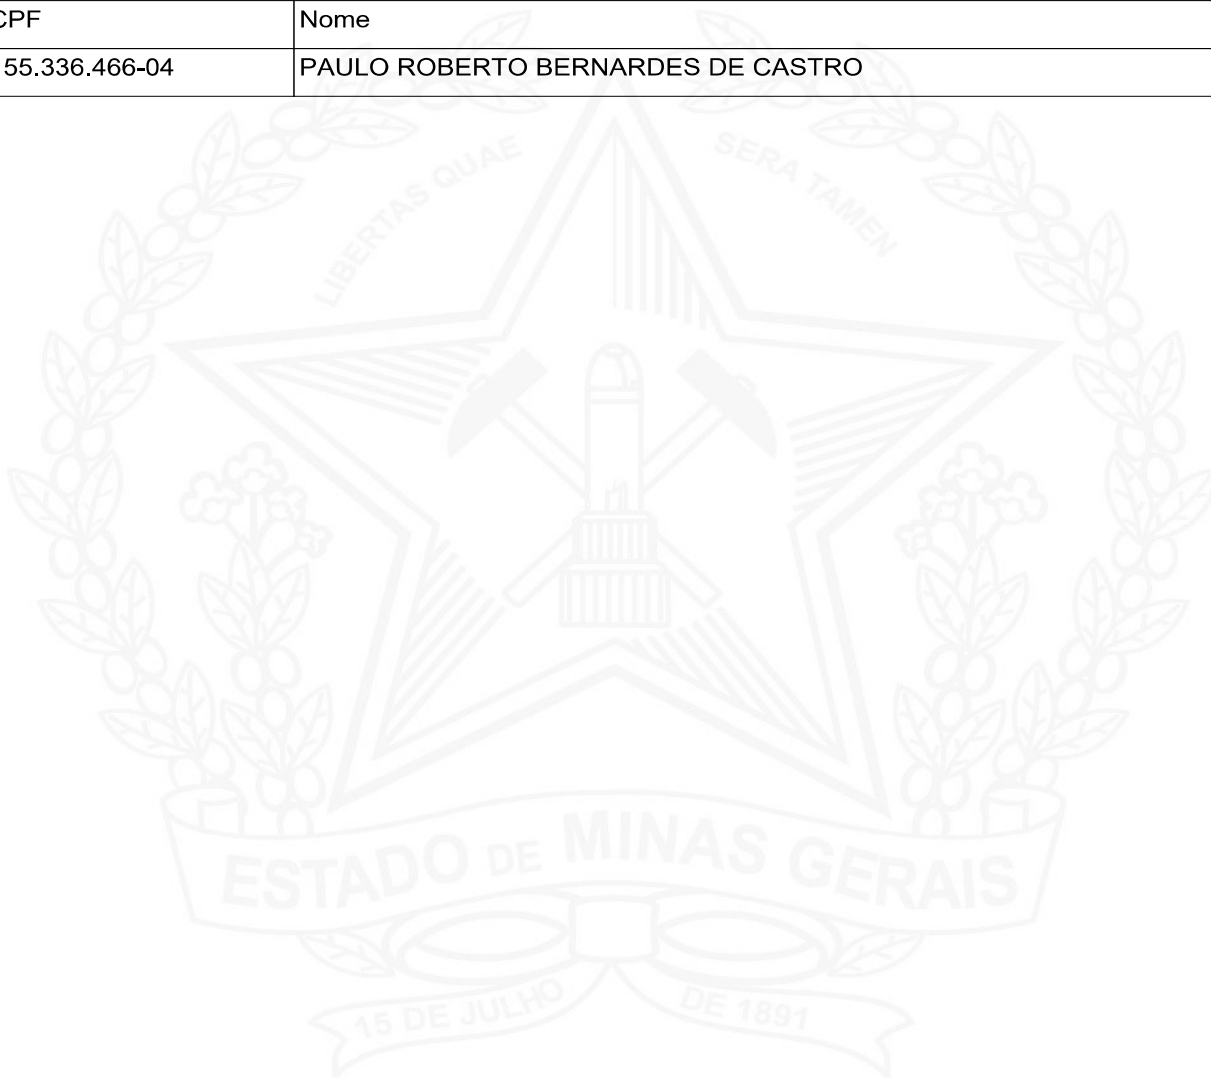 CPF Nome
55.336.466-04 PAULO ROBERTO BERNARDES DE CASTRO
LIBERTAS QUAE SERA TAMEN
ESTADO DE MINAS GERAIS
15 DE JULHO DE 1891